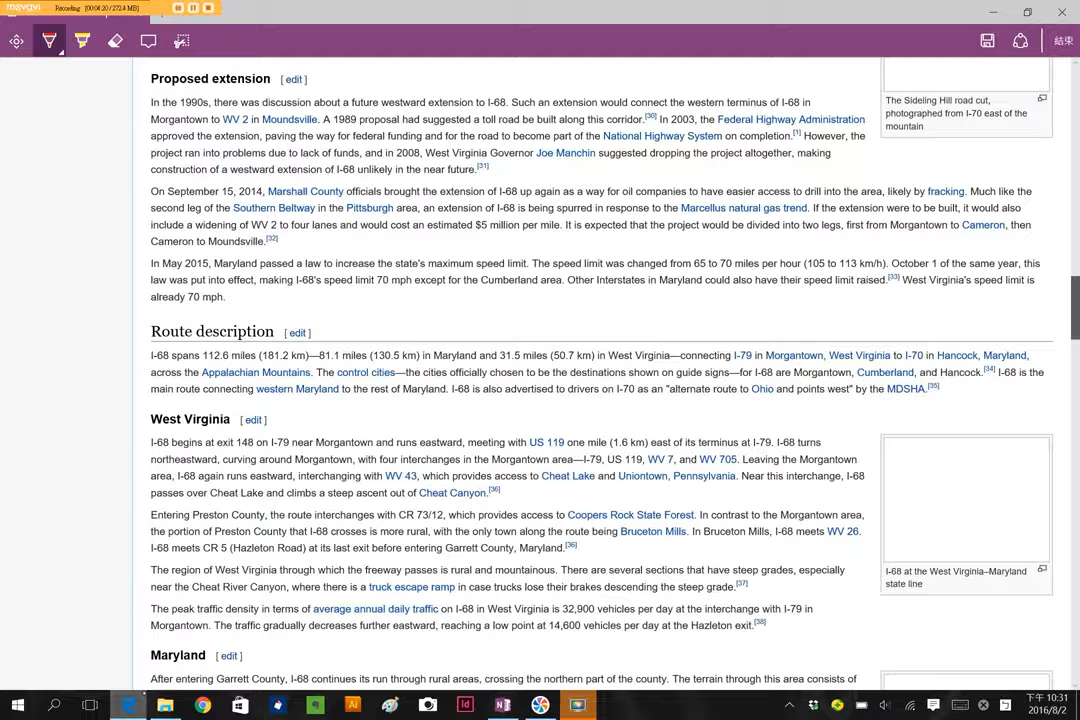 movavi
Recording [00:04:20 / 272.4 MB]
結束
Proposed extension [ edit ]
In the 1990s, there was discussion about a future westward extension to I-68. Such an extension would connect the western terminus of I-68 in
Morgantown to WV 2 in Moundsville. A 1989 proposal had suggested a toll road be built along this corridor.[30] In 2003, the Federal Highway Administration
approved the extension, paving the way for federal funding and for the road to become part of the National Highway System on completion.[1] However, the
project ran into problems due to lack of funds, and in 2008, West Virginia Governor Joe Manchin suggested dropping the project altogether, making
construction of a westward extension of I-68 unlikely in the near future.[31]
The Sideling Hill road cut,
photographed from I-70 east of the
mountain
On September 15, 2014, Marshall County officials brought the extension of I-68 up again as a way for oil companies to have easier access to drill into the area, likely by fracking. Much like the
second leg of the Southern Beltway in the Pittsburgh area, an extension of I-68 is being spurred in response to the Marcellus natural gas trend. If the extension were to be built, it would also
include a widening of WV 2 to four lanes and would cost an estimated $5 million per mile. It is expected that the project would be divided into two legs, first from Morgantown to Cameron, then
Cameron to Moundsville.[32]
In May 2015, Maryland passed a law to increase the state's maximum speed limit. The speed limit was changed from 65 to 70 miles per hour (105 to 113 km/h). October 1 of the same year, this
law was put into effect, making I-68's speed limit 70 mph except for the Cumberland area. Other Interstates in Maryland could also have their speed limit raised.[33] West Virginia's speed limit is
already 70 mph.
Route description [ edit ]
I-68 spans 112.6 miles (181.2 km)—81.1 miles (130.5 km) in Maryland and 31.5 miles (50.7 km) in West Virginia—connecting I-79 in Morgantown, West Virginia to I-70 in Hancock, Maryland,
across the Appalachian Mountains. The control cities—the cities officially chosen to be the destinations shown on guide signs—for I-68 are Morgantown, Cumberland, and Hancock.[34] I-68 is the
main route connecting western Maryland to the rest of Maryland. I-68 is also advertised to drivers on I-70 as an "alternate route to Ohio and points west" by the MDSHA.[35]
West Virginia [ edit ]
I-68 begins at exit 148 on I-79 near Morgantown and runs eastward, meeting with US 119 one mile (1.6 km) east of its terminus at I-79. I-68 turns
northeastward, curving around Morgantown, with four interchanges in the Morgantown area—I-79, US 119, WV 7, and WV 705. Leaving the Morgantown
area, I-68 again runs eastward, interchanging with WV 43, which provides access to Cheat Lake and Uniontown, Pennsylvania. Near this interchange, I-68
passes over Cheat Lake and climbs a steep ascent out of Cheat Canyon.[36]
Entering Preston County, the route interchanges with CR 73/12, which provides access to Coopers Rock State Forest. In contrast to the Morgantown area,
the portion of Preston County that I-68 crosses is more rural, with the only town along the route being Bruceton Mills. In Bruceton Mills, I-68 meets WV 26.
I-68 meets CR 5 (Hazleton Road) at its last exit before entering Garrett County, Maryland.[36]
I-68 at the West Virginia–Maryland
state line
The region of West Virginia through which the freeway passes is rural and mountainous. There are several sections that have steep grades, especially
near the Cheat River Canyon, where there is a truck escape ramp in case trucks lose their brakes descending the steep grade.[37]
The peak traffic density in terms of average annual daily traffic on I-68 in West Virginia is 32,900 vehicles per day at the interchange with I-79 in
Morgantown. The traffic gradually decreases further eastward, reaching a low point at 14,600 vehicles per day at the Hazleton exit.[38]
Maryland [ edit ]
After entering Garrett County, I-68 continues its run through rural areas, crossing the northern part of the county. The terrain through this area consists of
下午 10:31
2016/8/2